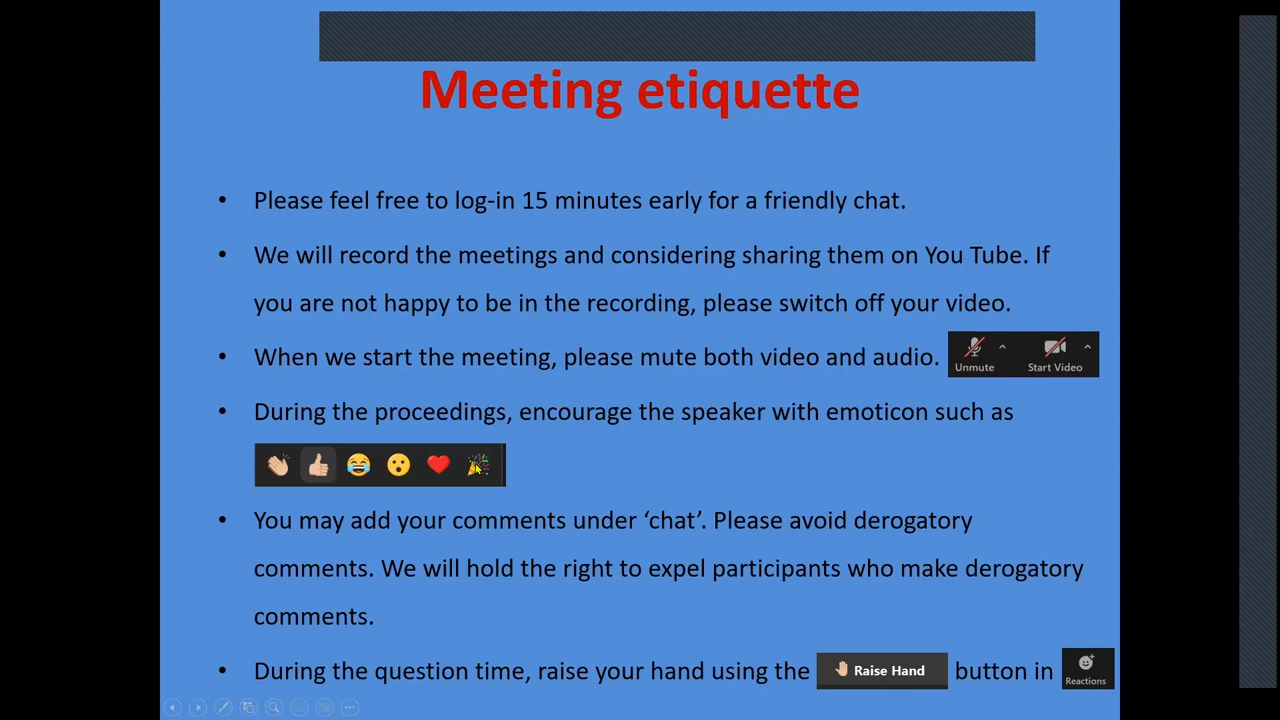 Meeting etiquette
• Please feel free to log-in 15 minutes early for a friendly chat.
• We will record the meetings and considering sharing them on You Tube. If
you are not happy to be in the recording, please switch off your video.
• When we start the meeting, please mute both video and audio. Unmute Start Video
• During the proceedings, encourage the speaker with emoticon such as
• You may add your comments under ‘chat’. Please avoid derogatory
comments. We will hold the right to expel participants who make derogatory
comments.
• During the question time, raise your hand using the Raise Hand button in Reactions